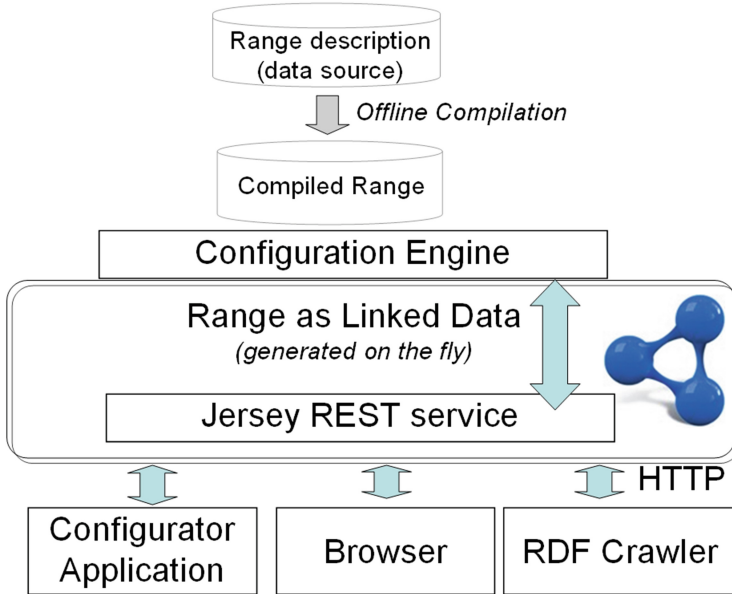 Range description
(data source)
Offline Compilation
Compiled Range
Configuration Engine
Range as Linked Data
(generated on the fly)
Jersey REST service
HTTP
Configurator
Application
Browser
RDF Crawler